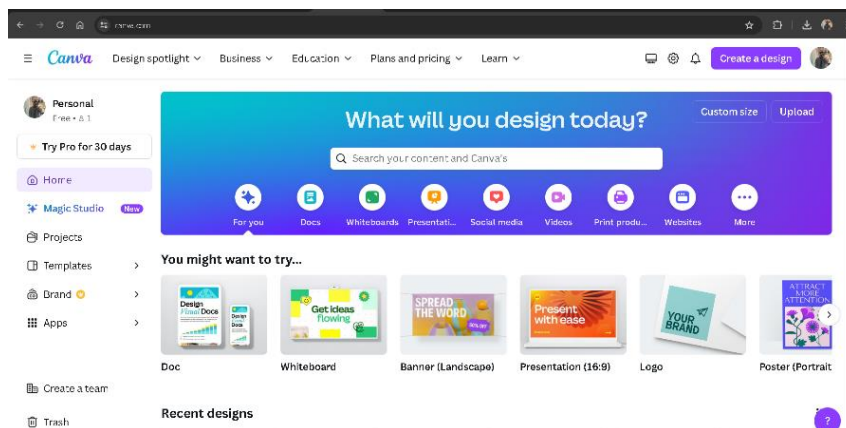 canva.com
Canva
Design spotlight
Business
Education
Plans and pricing
Learn
Create a design
Personal
Free • 1
Try Pro for 30 days
Home
Magic Studio New
Projects
Templates
Brand
Apps
Create a team
Trash
What will you design today?
Custom size
Upload
Search your content and Canva's
For you
Docs
Whiteboards
Presentati...
Social media
Videos
Print produ...
Websites
More
You might want to try...
Design
Visual Docs
Get ideas
flowing
SPREAD
THE WORD
Present
with ease
YOUR
BRAND
ATTRACT
MORE
ATTENTION
Doc
Whiteboard
Banner (Landscape)
Presentation (16:9)
Logo
Poster (Portrait
Recent designs
?